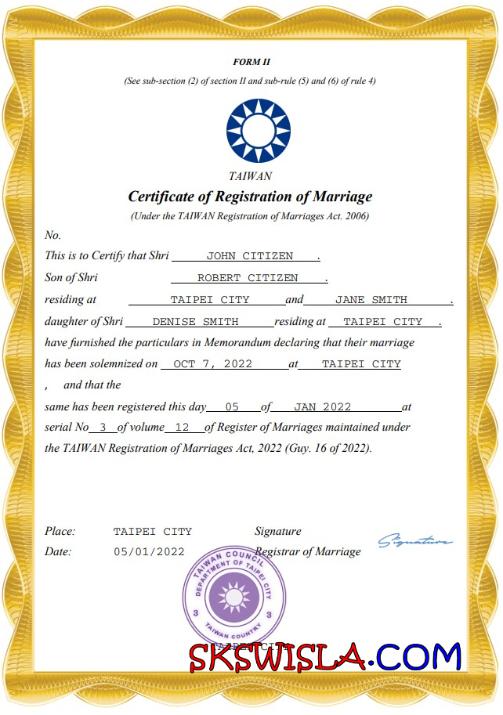 FORM II
(See sub-section (2) of section II and sub-rule (5) and (6) of rule 4)
TAIWAN
Certificate of Registration of Marriage
(Under the TAIWAN Registration of Marriages Act. 2006)
No.
This is to Certify that Shri JOHN CITIZEN .
Son of Shri ROBERT CITIZEN .
residing at TAIPEI CITY and JANE SMITH .
daughter of Shri DENISE SMITH residing at TAIPEI CITY .
have furnished the particulars in Memorandum declaring that their marriage
has been solemnized on OCT 7, 2022 at TAIPEI CITY
, and that the
same has been registered this day 05 of JAN 2022 at
serial No 3 of volume 12 of Register of Marriages maintained under
the TAIWAN Registration of Marriages Act, 2022 (Guy. 16 of 2022).
Place: TAIPEI CITY Signature Signature
Date: 05/01/2022 Registrar of Marriage
TAIWAN COUNCIL
DEPARTMENT OF TAIPEI CITY
3 3
TAIWAN COUNTRY
SKSWISLA.COM